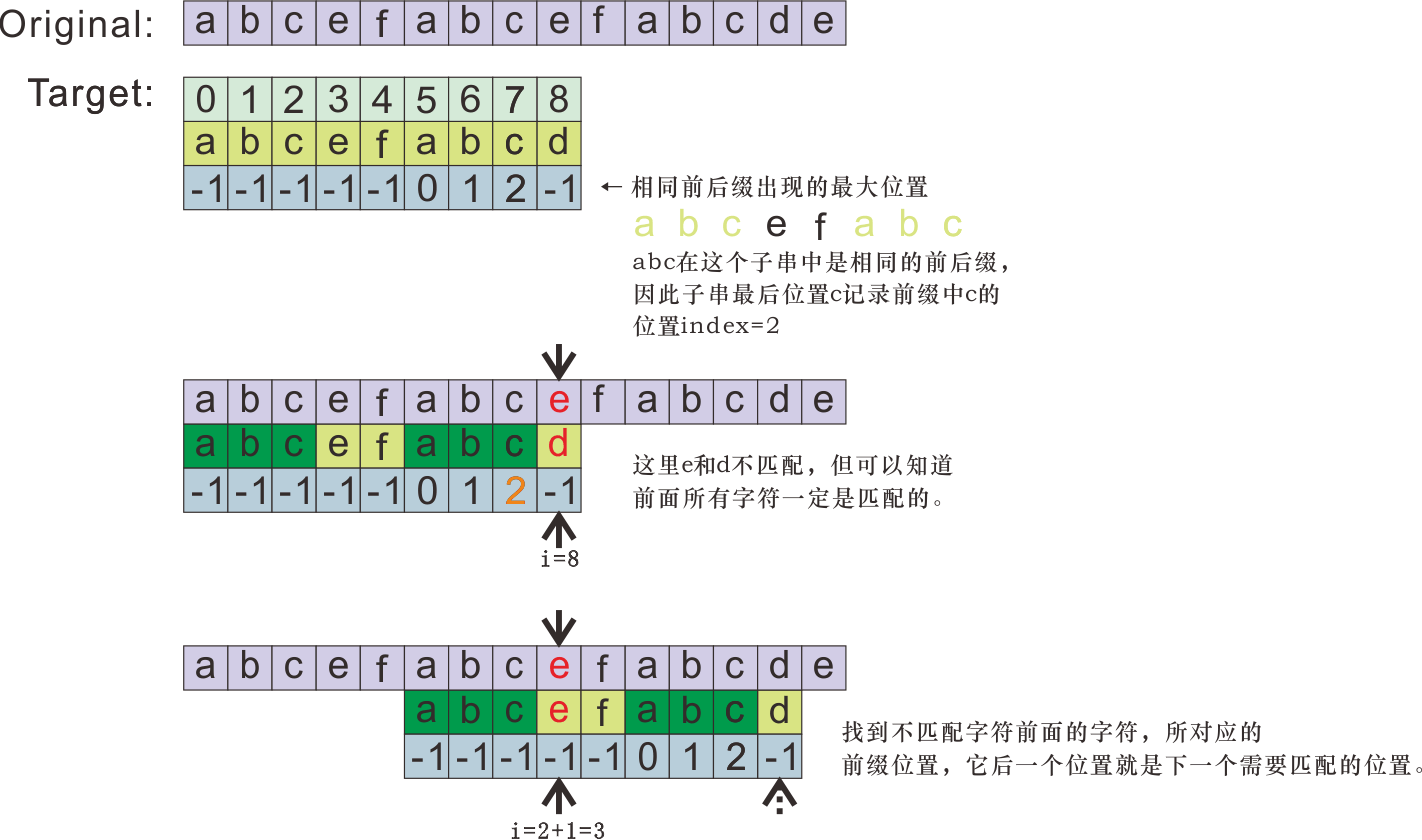 Original: a b c e f a b c e f a b c d e
Target: 0 1 2 3 4 5 6 7 8
a b c e f a b c d
-1 -1 -1 -1 -1 0 1 2 -1
← 相同前后缀出现的最大位置
a b c e f a b c
abc在这个子串中是相同的前后缀，
因此子串最后位置c记录前缀中c的
位置index=2
a b c e f a b c e f a b c d e
a b c e f a b c d
-1 -1 -1 -1 -1 0 1 2 -1
这里e和d不匹配，但可以知道
前面所有字符一定是匹配的。
i=8
a b c e f a b c e f a b c d e
a b c e f a b c d
-1 -1 -1 -1 -1 0 1 2 -1
找到不匹配字符前面的字符，所对应的
前缀位置，它后一个位置就是下一个需要匹配的位置。
i=2+1=3